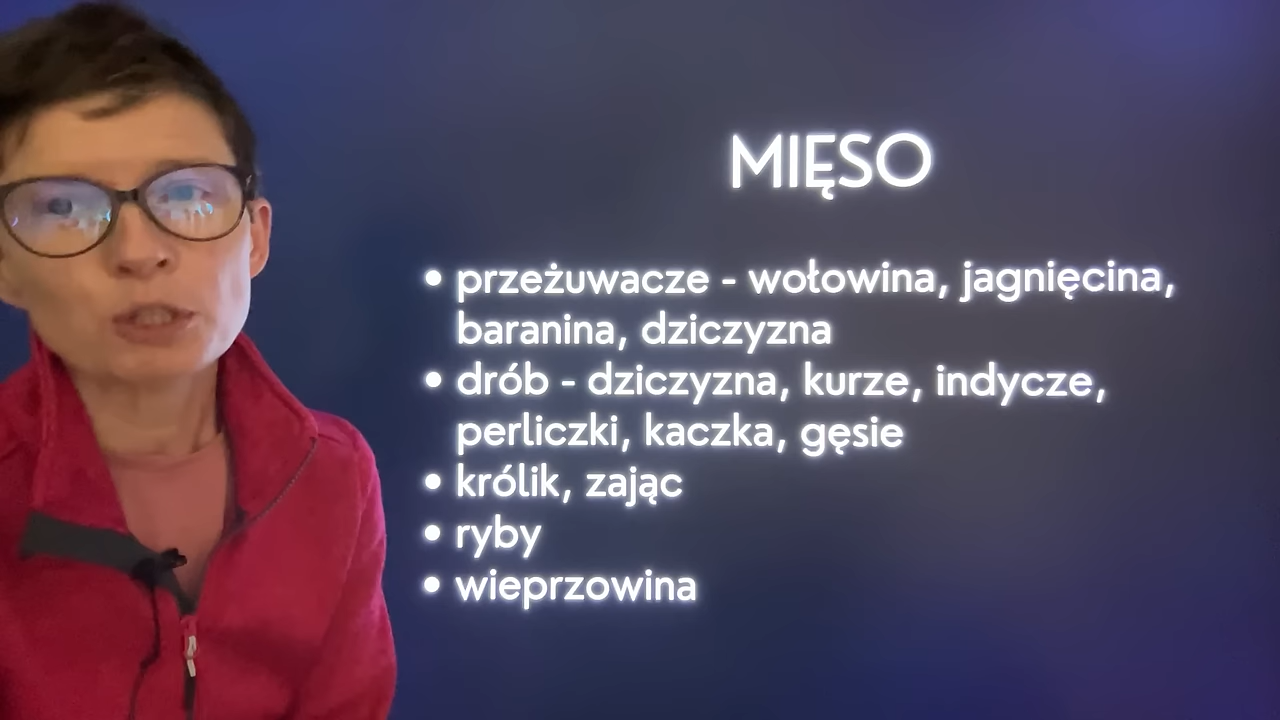 MIĘSO
• przeżuwacze - wołowina, jagnięcina,
baranina, dziczyzna
• drób - dziczyzna, kurze, indycze,
perliczki, kaczka, gęsie
• królik, zając
• ryby
• wieprzowina